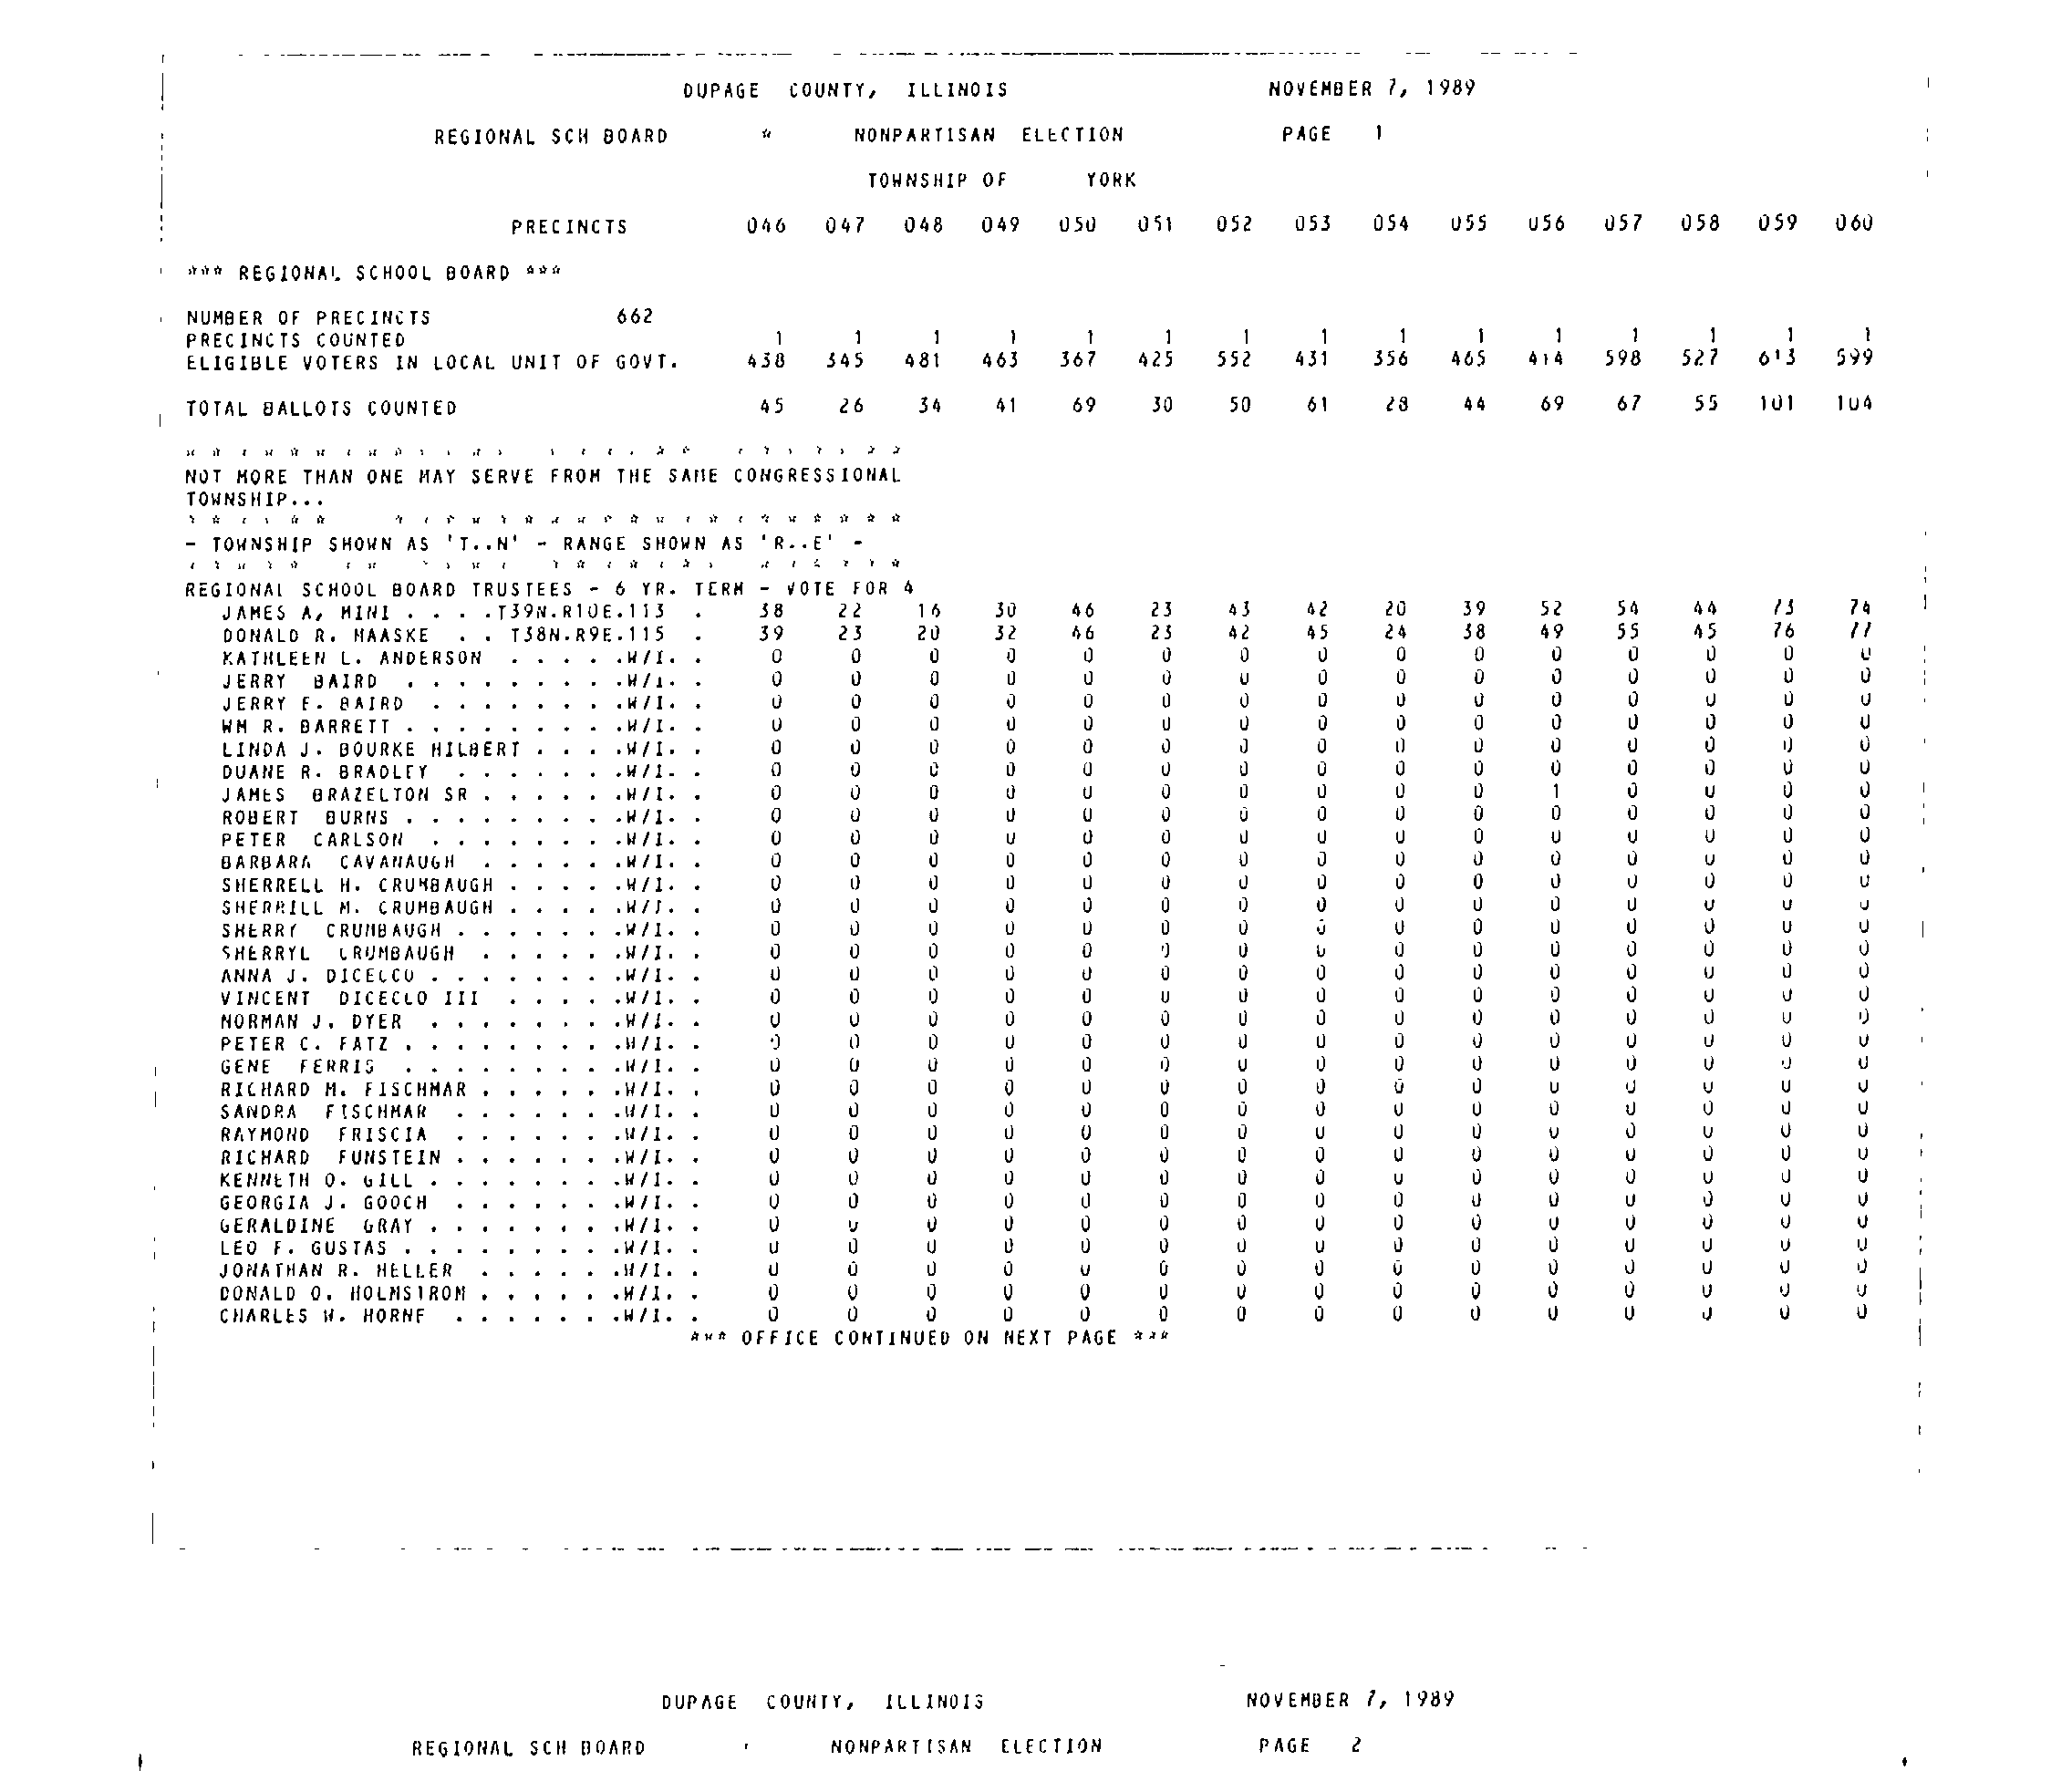 DUPAGE COUNTY, ILLINOIS NOVEMBER 7, 1989
REGIONAL SCH BOARD * NONPARTISAN ELECTION PAGE 1
TOWNSHIP OF YORK
PRECINCTS 046 047 048 049 050 051 052 053 054 055 056 057 058 059 060
*** REGIONAL SCHOOL BOARD ***
NUMBER OF PRECINCTS 662
PRECINCTS COUNTED 1 1 1 1 1 1 1 1 1 1 1 1 1 1 1
ELIGIBLE VOTERS IN LOCAL UNIT OF GOVT. 438 345 481 463 367 425 552 431 356 465 414 598 527 613 599
TOTAL BALLOTS COUNTED 45 26 34 41 69 30 50 61 28 44 69 67 55 101 104
NOT MORE THAN ONE MAY SERVE FROM THE SAME CONGRESSIONAL
TOWNSHIP...
- TOWNSHIP SHOWN AS 'T..N' - RANGE SHOWN AS 'R..E' -
REGIONAL SCHOOL BOARD TRUSTEES - 6 YR. TERM - VOTE FOR 4
JAMES A, MINI . . . .T39N.R10E.113 . 38 22 16 30 46 23 43 42 20 39 52 54 44 73 74
DONALD R. HAASKE . . T38N.R9E.115 . 39 23 20 32 46 23 42 45 24 38 49 55 45 76 77
KATHLEEN L. ANDERSON . . . . .W/I. . 0 0 0 0 0 0 0 0 0 0 0 0 0 0 0
JERRY BAIRD . . . . . . . . .W/I. . 0 0 0 0 0 0 0 0 0 0 0 0 0 0 0
JERRY F. BAIRD . . . . . . . .W/I. . 0 0 0 0 0 0 0 0 0 0 0 0 0 0 0
WM R. BARRETT . . . . . . . . .W/I. . 0 0 0 0 0 0 0 0 0 0 0 0 0 0 0
LINDA J. BOURKE HILBERT . . . .W/I. . 0 0 0 0 0 0 0 0 0 0 0 0 0 0 0
DUANE R. BRADLEY . . . . . . .W/I. . 0 0 0 0 0 0 0 0 0 0 0 0 0 0 0
JAMES BRAZELTON SR . . . . . .W/I. . 0 0 0 0 0 0 0 0 0 0 1 0 0 0 0
ROBERT BURNS . . . . . . . . .W/I. . 0 0 0 0 0 0 0 0 0 0 0 0 0 0 0
PETER CARLSON . . . . . . . .W/I. . 0 0 0 0 0 0 0 0 0 0 0 0 0 0 0
BARBARA CAVANAUGH . . . . . .W/I. . 0 0 0 0 0 0 0 0 0 0 0 0 0 0 0
SHERRELL H. CRUMBAUGH . . . . .W/I. . 0 0 0 0 0 0 0 0 0 0 0 0 0 0 0
SHERRILL M. CRUMBAUGH . . . . .W/I. . 0 0 0 0 0 0 0 0 0 0 0 0 0 0 0
SHERRY CRUMBAUGH . . . . . . .W/I. . 0 0 0 0 0 0 0 0 0 0 0 0 0 0 0
SHERRYL CRUMBAUGH . . . . . .W/I. . 0 0 0 0 0 0 0 0 0 0 0 0 0 0 0
ANNA J. DICELCO . . . . . . . .W/I. . 0 0 0 0 0 0 0 0 0 0 0 0 0 0 0
VINCENT DICECLO III . . . . .W/I. . 0 0 0 0 0 0 0 0 0 0 0 0 0 0 0
NORMAN J. DYER . . . . . . . .W/I. . 0 0 0 0 0 0 0 0 0 0 0 0 0 0 0
PETER C. FATZ . . . . . . . . .W/I. . 0 0 0 0 0 0 0 0 0 0 0 0 0 0 0
GENE FERRIS . . . . . . . . .W/I. . 0 0 0 0 0 0 0 0 0 0 0 0 0 0 0
RICHARD M. FISCHMAR . . . . . .W/I. . 0 0 0 0 0 0 0 0 0 0 0 0 0 0 0
SANDRA FISCHMAR . . . . . . .W/I. . 0 0 0 0 0 0 0 0 0 0 0 0 0 0 0
RAYMOND FRISCIA . . . . . . .W/I. . 0 0 0 0 0 0 0 0 0 0 0 0 0 0 0
RICHARD FUNSTEIN . . . . . . .W/I. . 0 0 0 0 0 0 0 0 0 0 0 0 0 0 0
KENNETH O. GILL . . . . . . . .W/I. . 0 0 0 0 0 0 0 0 0 0 0 0 0 0 0
GEORGIA J. GOOCH . . . . . . .W/I. . 0 0 0 0 0 0 0 0 0 0 0 0 0 0 0
GERALDINE GRAY . . . . . . . .W/I. . 0 0 0 0 0 0 0 0 0 0 0 0 0 0 0
LEO F. GUSTAS . . . . . . . . .W/I. . 0 0 0 0 0 0 0 0 0 0 0 0 0 0 0
JONATHAN R. HELLER . . . . . .W/I. . 0 0 0 0 0 0 0 0 0 0 0 0 0 0 0
DONALD O. HOLMSTROM . . . . . .W/I. . 0 0 0 0 0 0 0 0 0 0 0 0 0 0 0
CHARLES W. HORNE . . . . . . .W/I. . 0 0 0 0 0 0 0 0 0 0 0 0 0 0 0
*** OFFICE CONTINUED ON NEXT PAGE ***
DUPAGE COUNTY, ILLINOIS NOVEMBER 7, 1989
REGIONAL SCH BOARD NONPARTISAN ELECTION PAGE 2